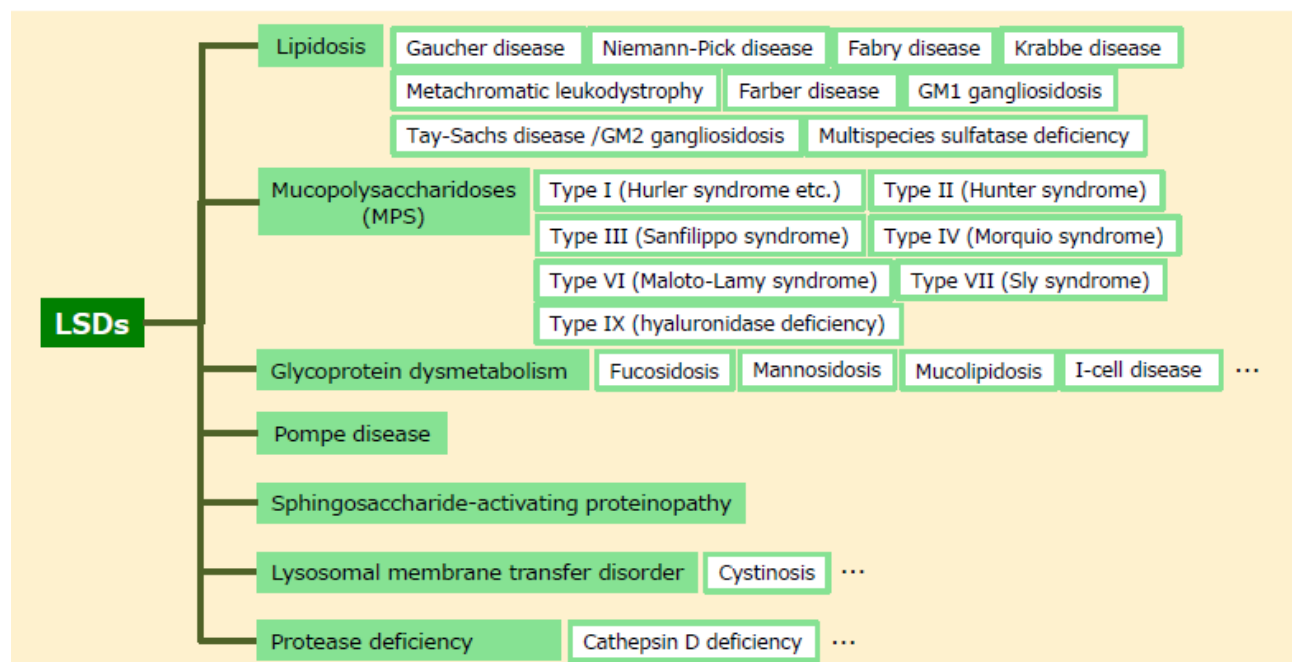 Lipidosis Gaucher disease Niemann-Pick disease Fabry disease Krabbe disease
Metachromatic leukodystrophy Farber disease GM1 gangliosidosis
Tay-Sachs disease /GM2 gangliosidosis Multispecies sulfatase deficiency
Mucopolysaccharidoses
(MPS)
Type I (Hurler syndrome etc.) Type II (Hunter syndrome)
Type III (Sanfilippo syndrome) Type IV (Morquio syndrome)
Type VI (Maloto-Lamy syndrome) Type VII (Sly syndrome)
Type IX (hyaluronidase deficiency)
LSDs
Glycoprotein dysmetabolism Fucosidosis Mannosidosis Mucolipidosis I-cell disease ...
Pompe disease
Sphingosaccharide-activating proteinopathy
Lysosomal membrane transfer disorder Cystinosis ...
Protease deficiency Cathepsin D deficiency ...